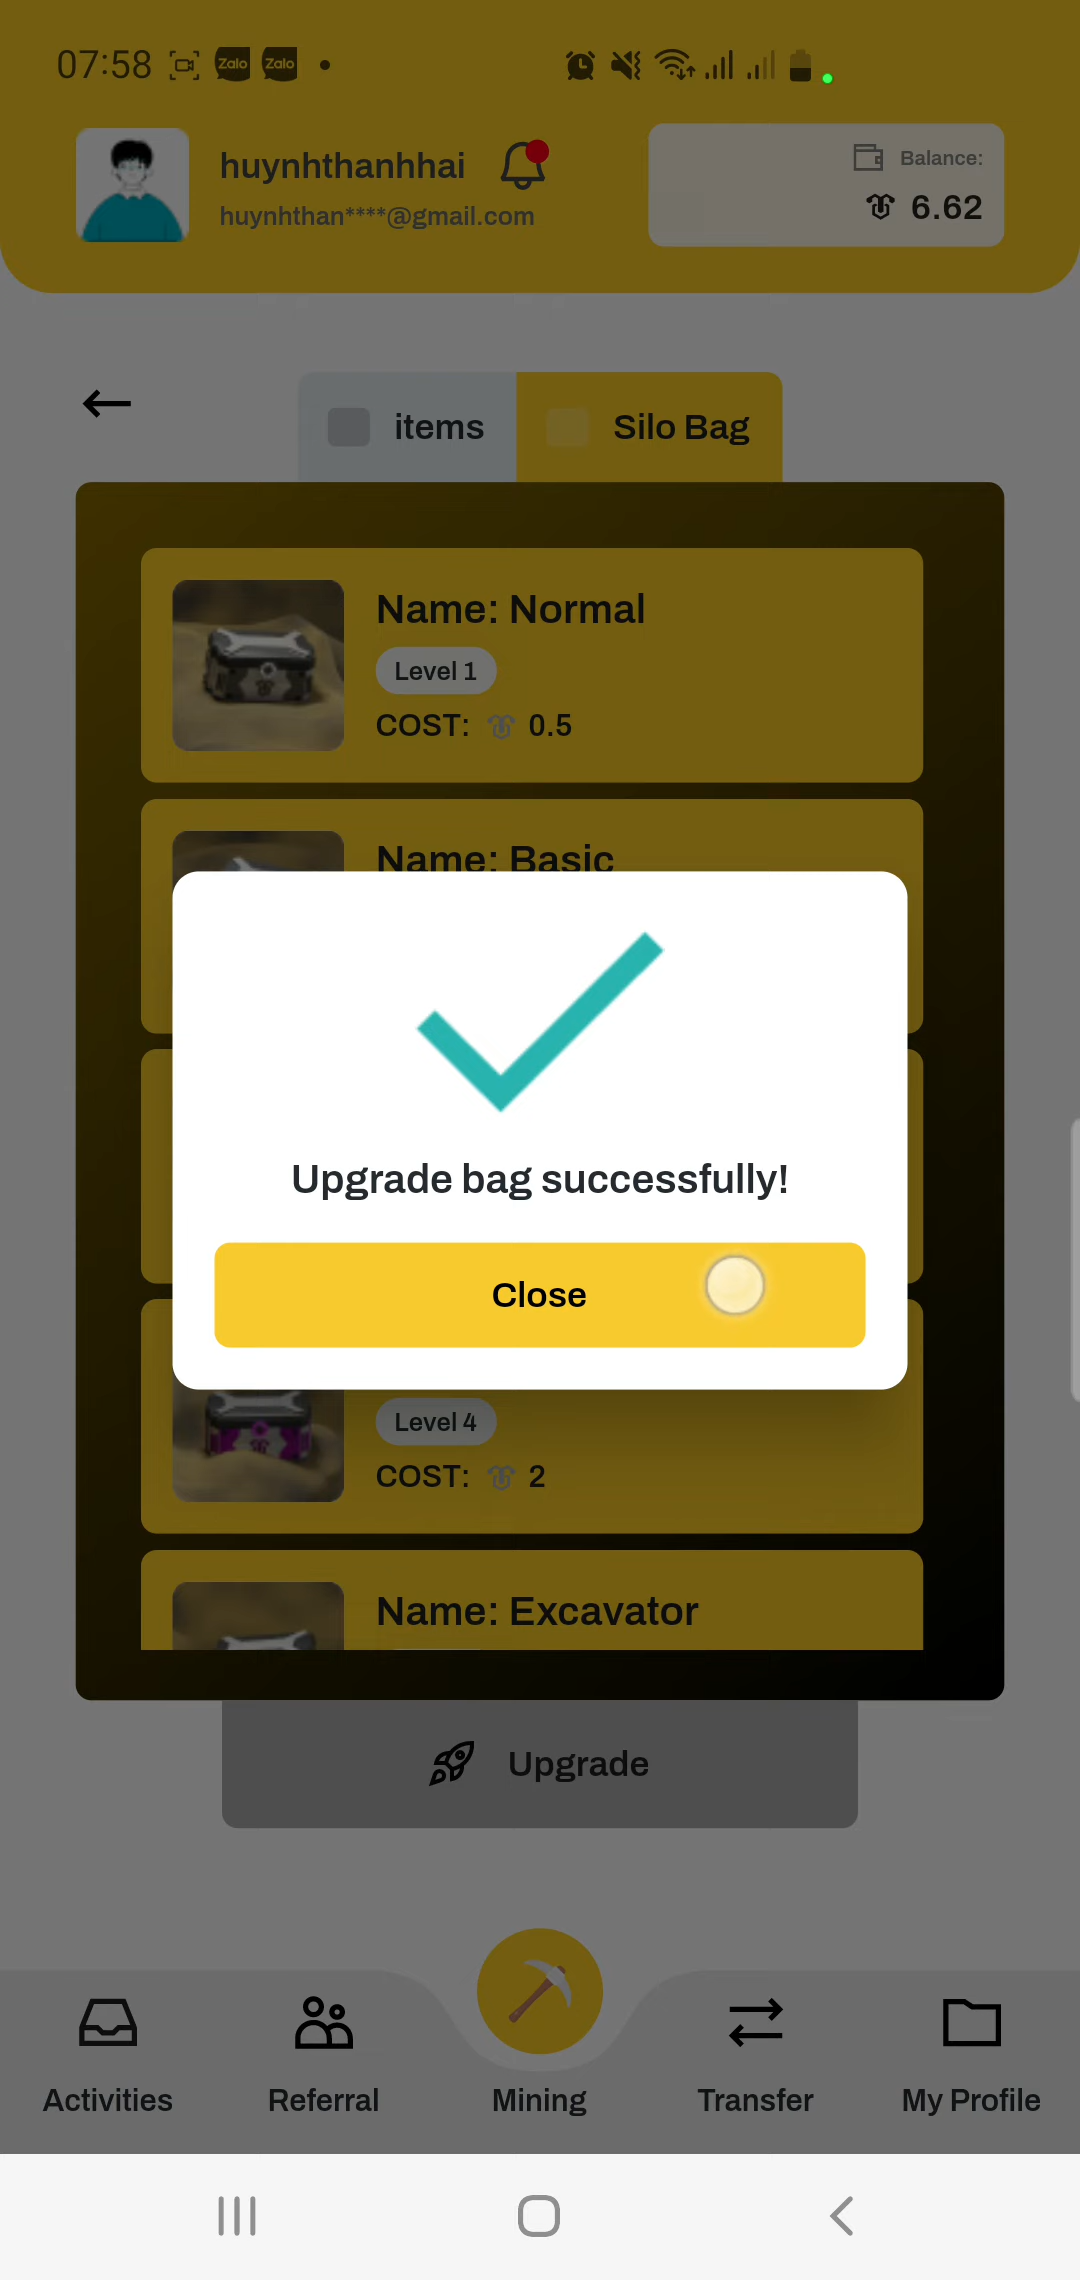 07:58 Zalo Zalo
huynhthanhhai
huynhthan****@gmail.com
Balance:
6.62
items
Silo Bag
Name: Normal
Level 1
COST: 0.5
Name: Basic
Upgrade bag successfully!
Close
Level 4
COST: 2
Name: Excavator
Upgrade
Activities
Referral
Mining
Transfer
My Profile